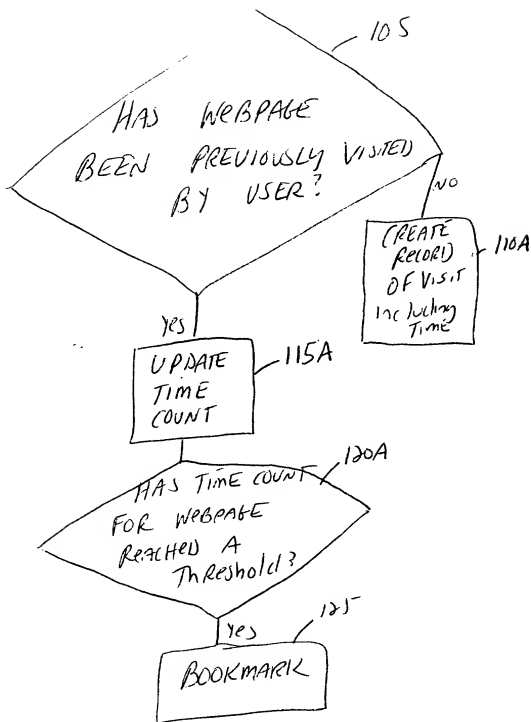 105
HAS WEBPAGE
BEEN PREVIOUSLY VISITED
BY USER?
NO
CREATE
RECORD
OF VISIT
INcluding
TIME
110A
Yes
UPDATE
TIME
COUNT
115A
HAS TIME COUNT
FOR WEBPAGE
REACHED A
THreshold?
120A
Yes
125
BOOKMARK